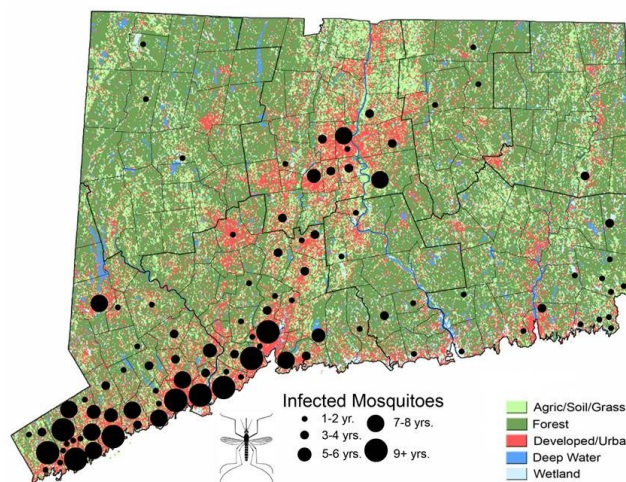 Infected Mosquitoes
1-2 yr.
3-4 yrs.
5-6 yrs.
7-8 yrs.
9+ yrs.
Agric/Soil/Grass
Forest
Developed/Urba
Deep Water
Wetland